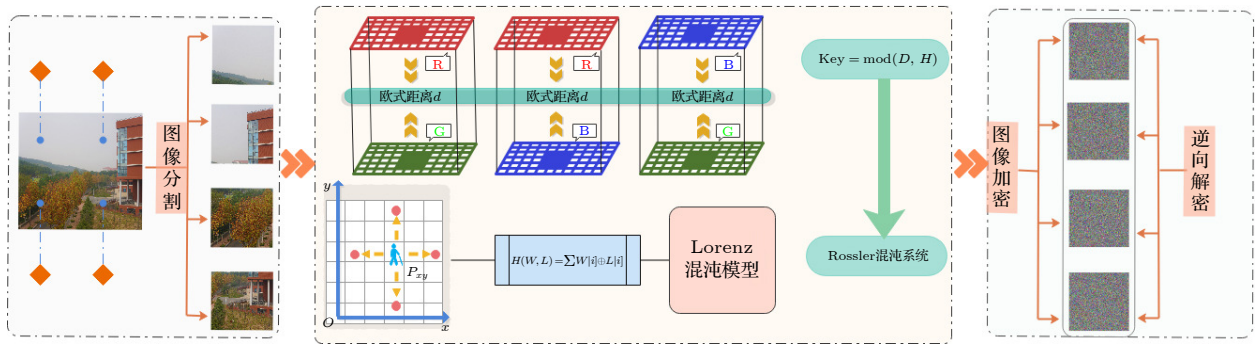 图像分割
R
R
B
欧式距离d
欧式距离d
欧式距离d
G
B
G
y
P_{xy}
O
x
H(W,L)=∑W[i]⊕L[i]
Lorenz
混沌模型
Key=mod(D, H)
Rossler混沌系统
图像加密
逆向解密